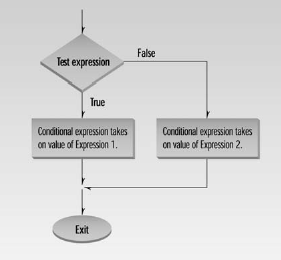 Test expression
False
True
Conditional expression takes
on value of Expression 1.
Conditional expression takes
on value of Expression 2.
Exit